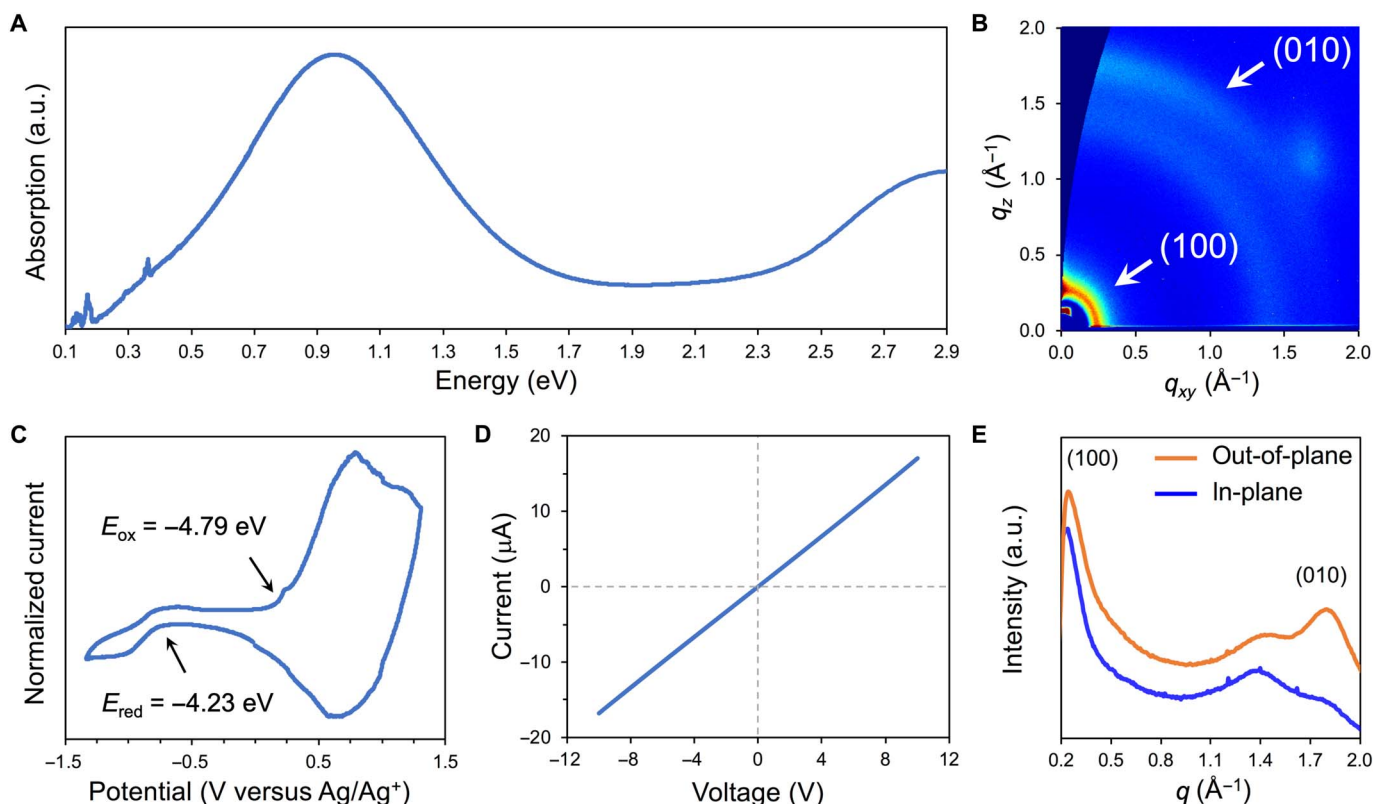 A
Absorption (a.u.)
0.1 0.3 0.5 0.7 0.9 1.1 1.3 1.5 1.7 1.9 2.1 2.3 2.5 2.7 2.9
Energy (eV)
B
(010)
(100)
2.0
1.5
1.0
0.5
0.0
qz (Å−1)
0.0 0.5 1.0 1.5 2.0
qxy (Å−1)
C
Normalized current
Eox = −4.79 eV
Ered = −4.23 eV
−1.5 −0.5 0.5 1.5
Potential (V versus Ag/Ag+)
D
Current (μA)
20
10
0
−10
−20
−12 −8 −4 0 4 8 12
Voltage (V)
E
Intensity (a.u.)
(100)
Out-of-plane
In-plane
(010)
0.2 0.5 0.8 1.1 1.4 1.7 2.0
q (Å−1)